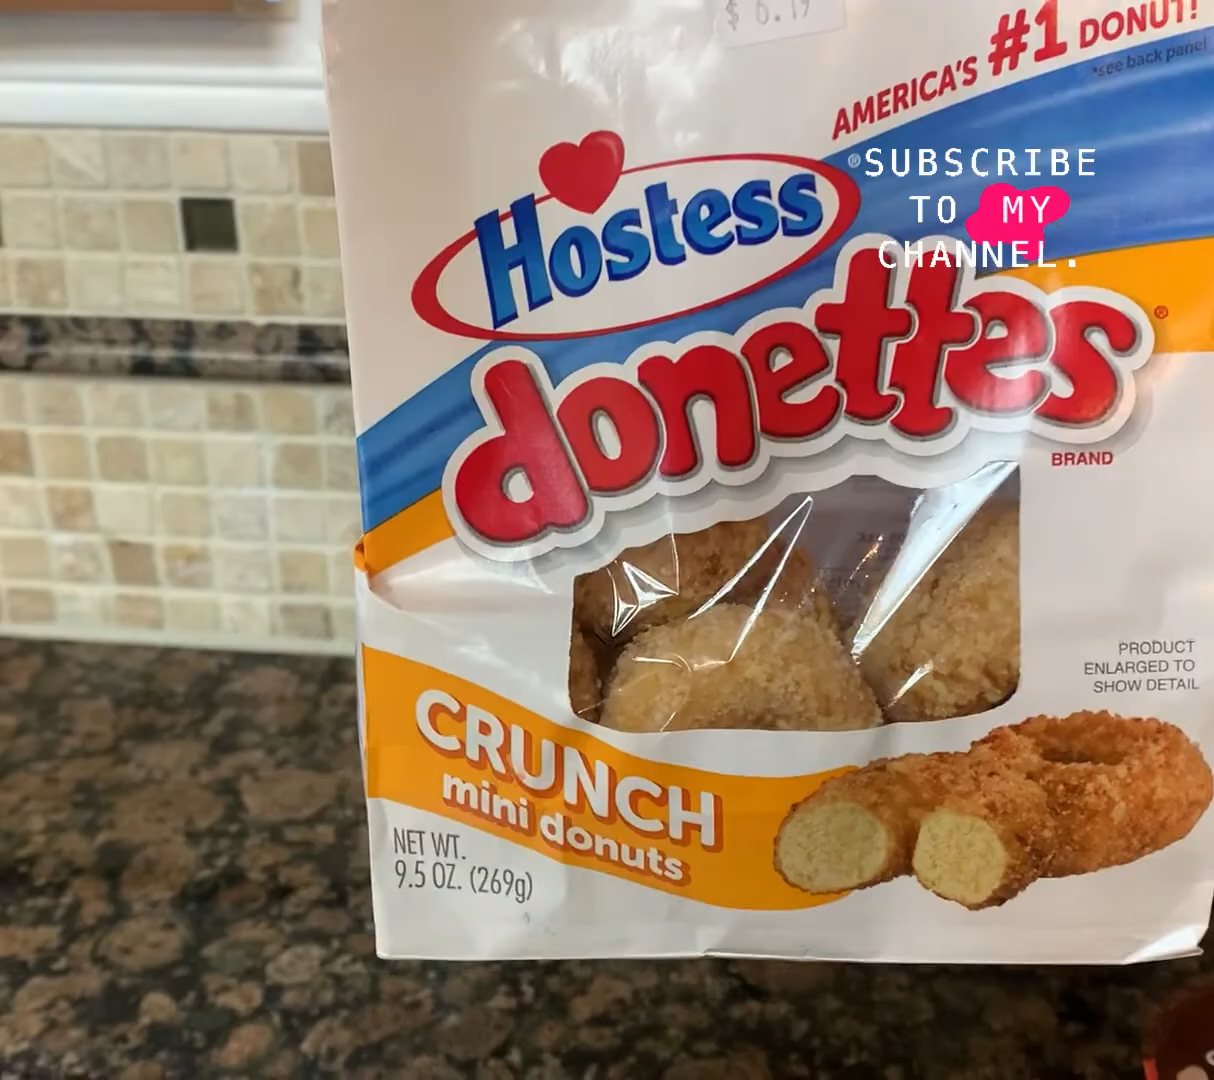 AMERICA'S #1 DONUT!
*see back panel
Hostess®
SUBSCRIBE
TO MY
CHANNEL.
donettes®
BRAND
PRODUCT
ENLARGED TO
SHOW DETAIL
CRUNCH
mini donuts
NET WT.
9.5 OZ. (269g)